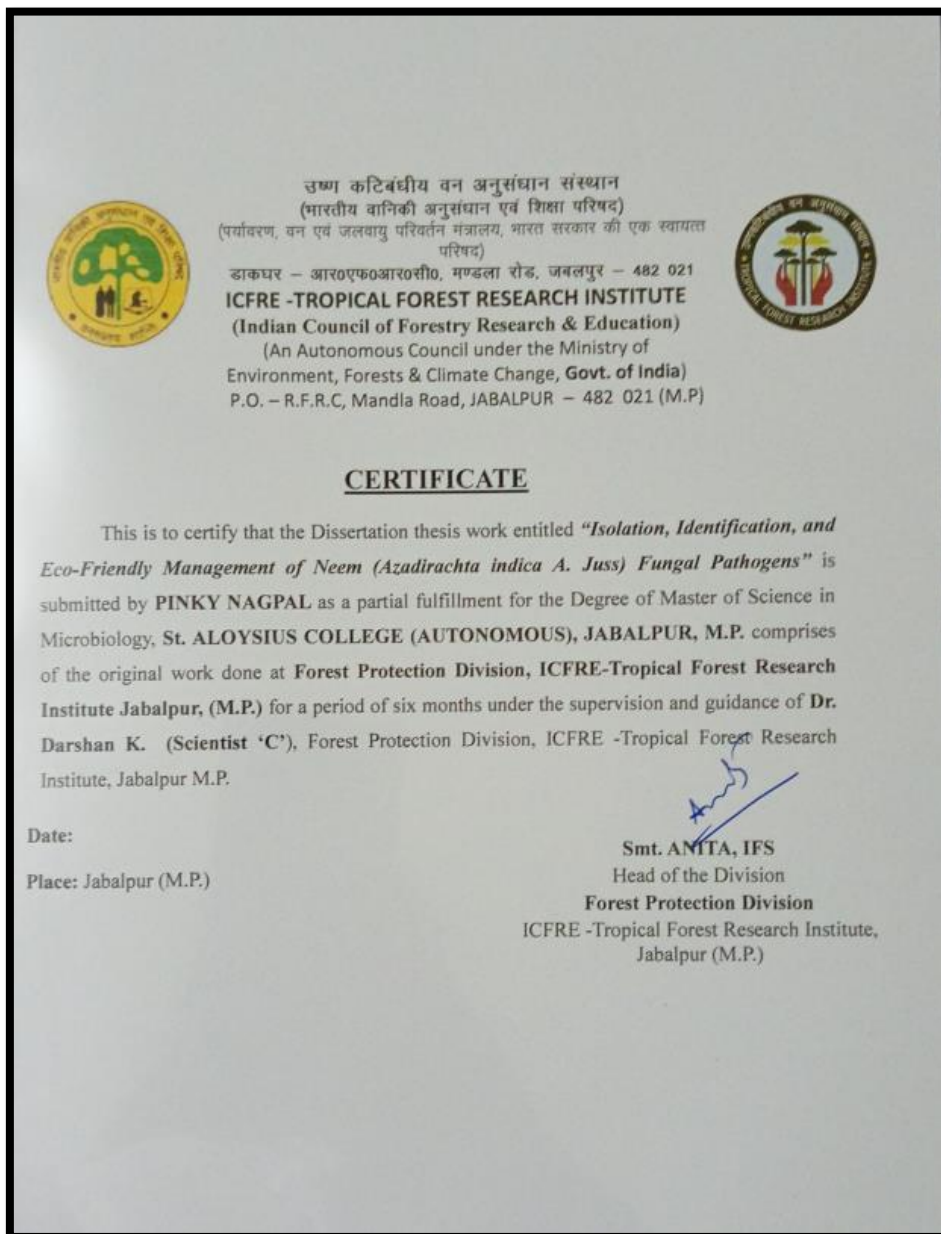 उष्ण कटिबंधीय वन अनुसंधान संस्थान
(भारतीय वानिकी अनुसंधान एवं शिक्षा परिषद)
(पर्यावरण, वन एवं जलवायु परिवर्तन मंत्रालय, भारत सरकार की एक स्वायत्त
परिषद)
डाकघर – आर०एफ०आर०सी०, मण्डला रोड, जबलपुर – 482 021
ICFRE -TROPICAL FOREST RESEARCH INSTITUTE
(Indian Council of Forestry Research & Education)
(An Autonomous Council under the Ministry of
Environment, Forests & Climate Change, Govt. of India)
P.O. – R.F.R.C, Mandla Road, JABALPUR – 482 021 (M.P)
TROPICAL FOREST RESEARCH INSTITUTE
CERTIFICATE
This is to certify that the Dissertation thesis work entitled "Isolation, Identification, and
Eco-Friendly Management of Neem (Azadirachta indica A. Juss) Fungal Pathogens" is
submitted by PINKY NAGPAL as a partial fulfillment for the Degree of Master of Science in
Microbiology, St. ALOYSIUS COLLEGE (AUTONOMOUS), JABALPUR, M.P. comprises
of the original work done at Forest Protection Division, ICFRE-Tropical Forest Research
Institute Jabalpur, (M.P.) for a period of six months under the supervision and guidance of Dr.
Darshan K. (Scientist 'C'), Forest Protection Division, ICFRE -Tropical Forest Research
Institute, Jabalpur M.P.
Date:
Place: Jabalpur (M.P.)
Smt. ANITA, IFS
Head of the Division
Forest Protection Division
ICFRE -Tropical Forest Research Institute,
Jabalpur (M.P.)